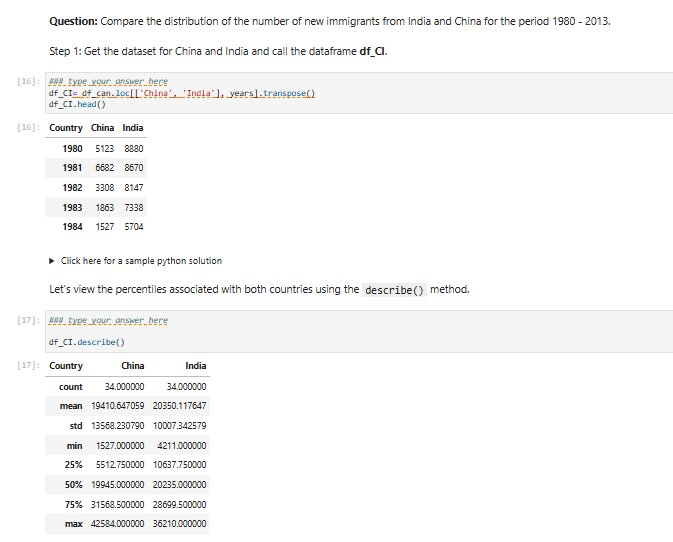 Question: Compare the distribution of the number of new immigrants from India and China for the period 1980 - 2013.
Step 1: Get the dataset for China and India and call the dataframe df_CI.
[16]: ### type your answer here
df_CI= df_can.loc[['China', 'India'], years].transpose()
df_CI.head()
[16]: Country China India
1980 5123 8880
1981 6682 8670
1982 3308 8147
1983 1863 7338
1984 1527 5704
▶ Click here for a sample python solution
Let's view the percentiles associated with both countries using the describe() method.
[17]: ### type your answer here
df_CI.describe()
[17]: Country China India
count 34.000000 34.000000
mean 19410.647059 20350.117647
std 13568.230790 10007.342579
min 1527.000000 4211.000000
25% 5512.750000 10637.750000
50% 19945.000000 20235.000000
75% 31568.500000 28699.500000
max 42584.000000 36210.000000